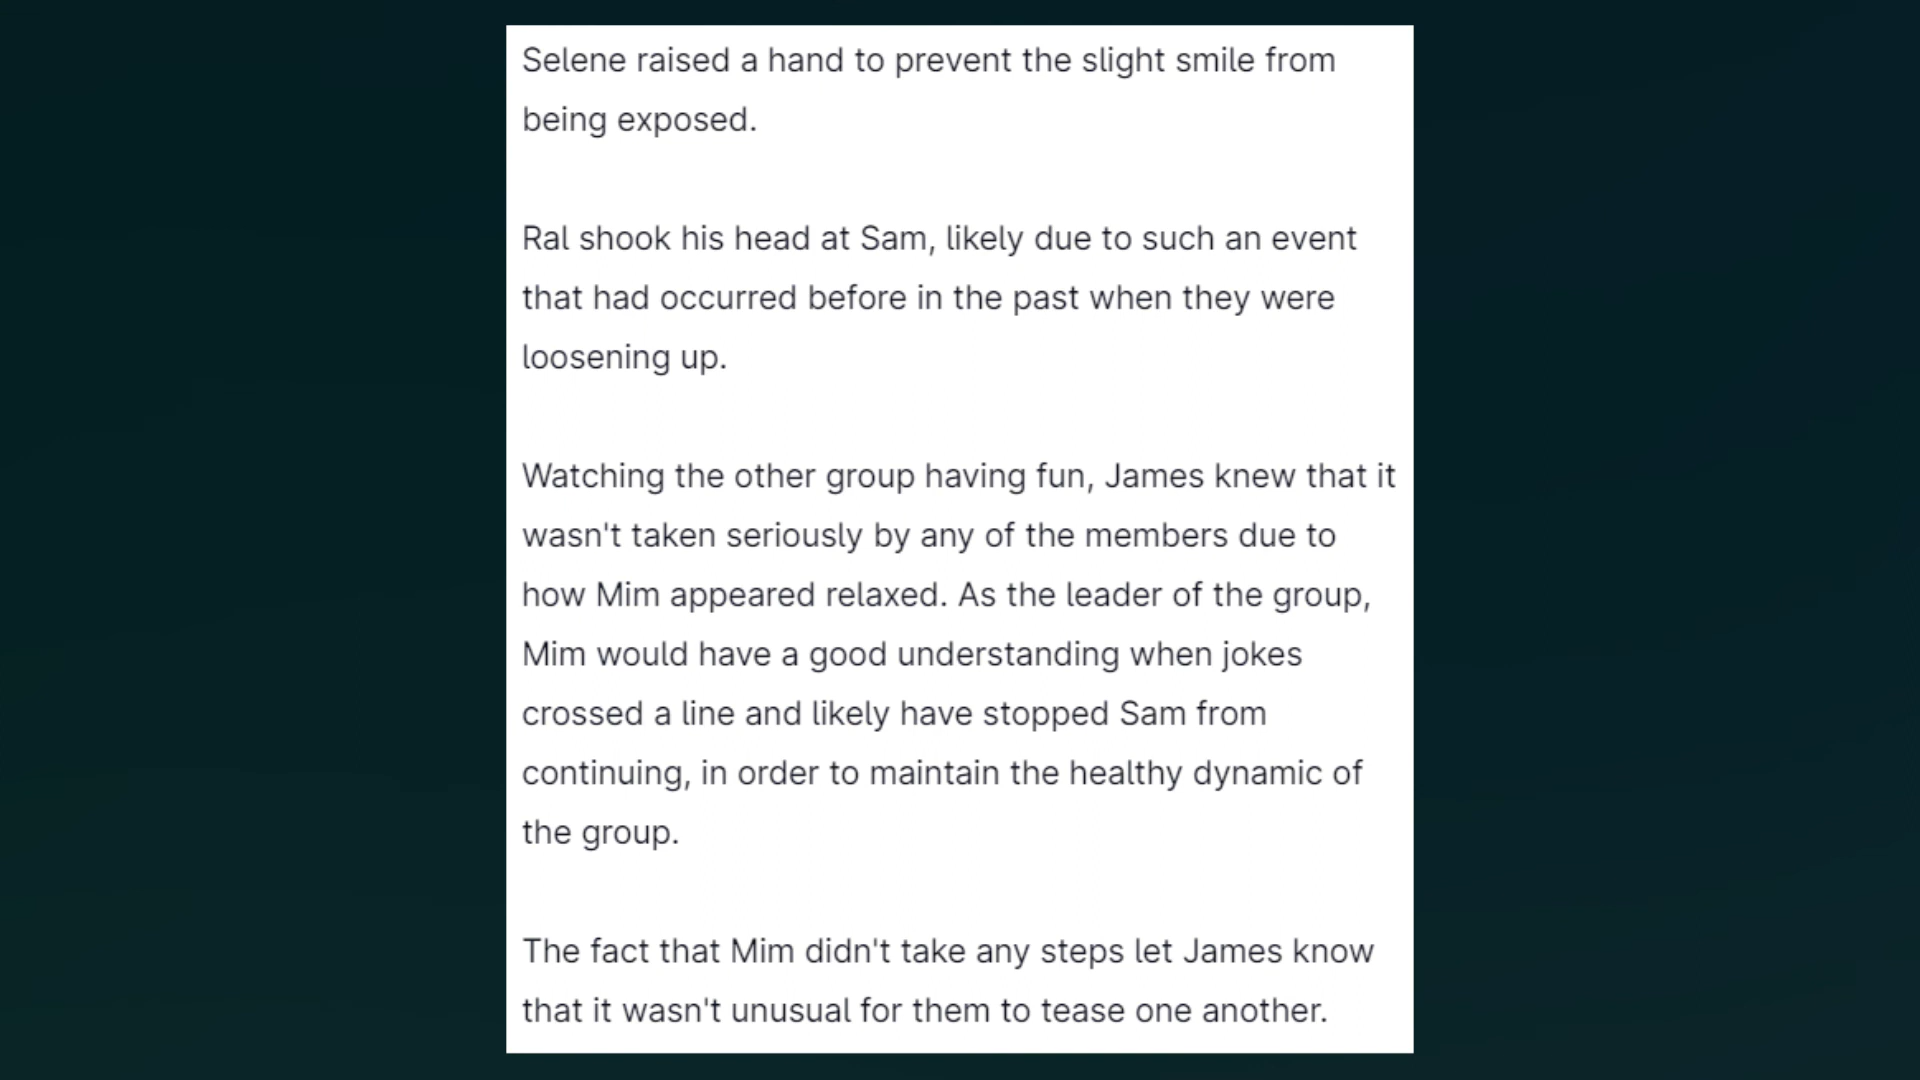 Selene raised a hand to prevent the slight smile from
being exposed.
Ral shook his head at Sam, likely due to such an event
that had occurred before in the past when they were
loosening up.
Watching the other group having fun, James knew that it
wasn't taken seriously by any of the members due to
how Mim appeared relaxed. As the leader of the group,
Mim would have a good understanding when jokes
crossed a line and likely have stopped Sam from
continuing, in order to maintain the healthy dynamic of
the group.
The fact that Mim didn't take any steps let James know
that it wasn't unusual for them to tease one another.